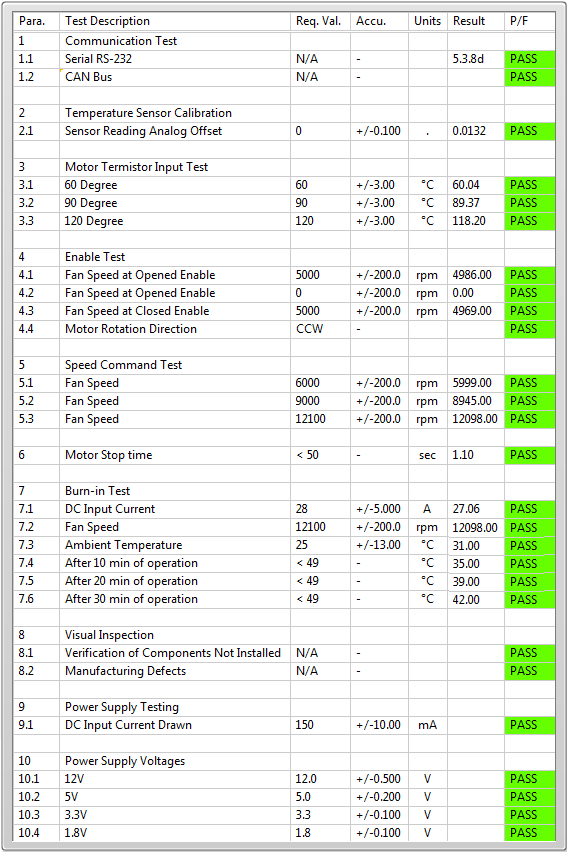 Para. Test Description Req. Val. Accu. Units Result P/F
1 Communication Test
1.1 Serial RS-232 N/A - 5.3.8d PASS
1.2 CAN Bus N/A - PASS
2 Temperature Sensor Calibration
2.1 Sensor Reading Analog Offset 0 +/-0.100 . 0.0132 PASS
3 Motor Termistor Input Test
3.1 60 Degree 60 +/-3.00 °C 60.04 PASS
3.2 90 Degree 90 +/-3.00 °C 89.37 PASS
3.3 120 Degree 120 +/-3.00 °C 118.20 PASS
4 Enable Test
4.1 Fan Speed at Opened Enable 5000 +/-200.0 rpm 4986.00 PASS
4.2 Fan Speed at Opened Enable 0 +/-200.0 rpm 0.00 PASS
4.3 Fan Speed at Closed Enable 5000 +/-200.0 rpm 4969.00 PASS
4.4 Motor Rotation Direction CCW - PASS
5 Speed Command Test
5.1 Fan Speed 6000 +/-200.0 rpm 5999.00 PASS
5.2 Fan Speed 9000 +/-200.0 rpm 8945.00 PASS
5.3 Fan Speed 12100 +/-200.0 rpm 12098.00 PASS
6 Motor Stop time < 50 - sec 1.10 PASS
7 Burn-in Test
7.1 DC Input Current 28 +/-5.000 A 27.06 PASS
7.2 Fan Speed 12100 +/-200.0 rpm 12098.00 PASS
7.3 Ambient Temperature 25 +/-13.00 °C 31.00 PASS
7.4 After 10 min of operation < 49 - °C 35.00 PASS
7.5 After 20 min of operation < 49 - °C 39.00 PASS
7.6 After 30 min of operation < 49 - °C 42.00 PASS
8 Visual Inspection
8.1 Verification of Components Not Installed N/A - PASS
8.2 Manufacturing Defects N/A - PASS
9 Power Supply Testing
9.1 DC Input Current Drawn 150 +/-10.00 mA PASS
10 Power Supply Voltages
10.1 12V 12.0 +/-0.500 V PASS
10.2 5V 5.0 +/-0.200 V PASS
10.3 3.3V 3.3 +/-0.100 V PASS
10.4 1.8V 1.8 +/-0.100 V PASS